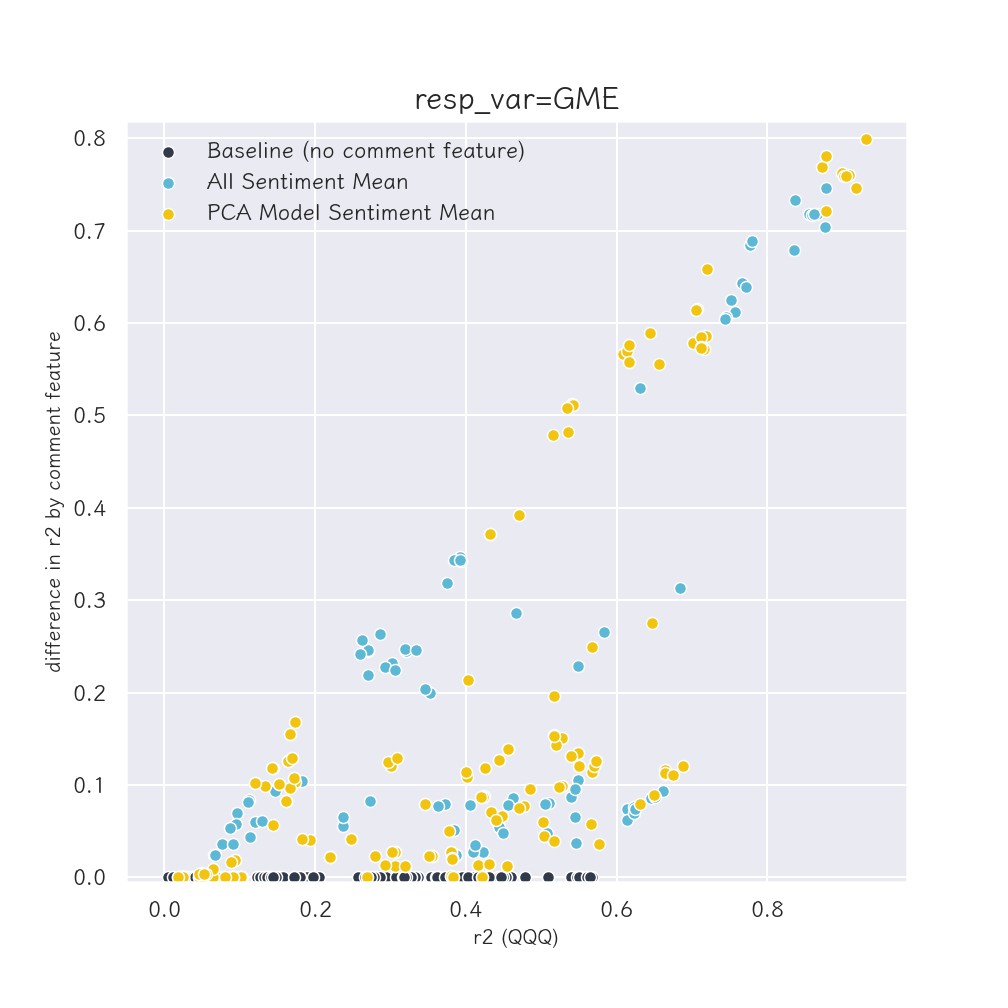 resp_var=GME
Baseline (no comment feature)
All Sentiment Mean
PCA Model Sentiment Mean
difference in r2 by comment feature
0.8
0.7
0.6
0.5
0.4
0.3
0.2
0.1
0.0
0.0 0.2 0.4 0.6 0.8
r2 (QQQ)